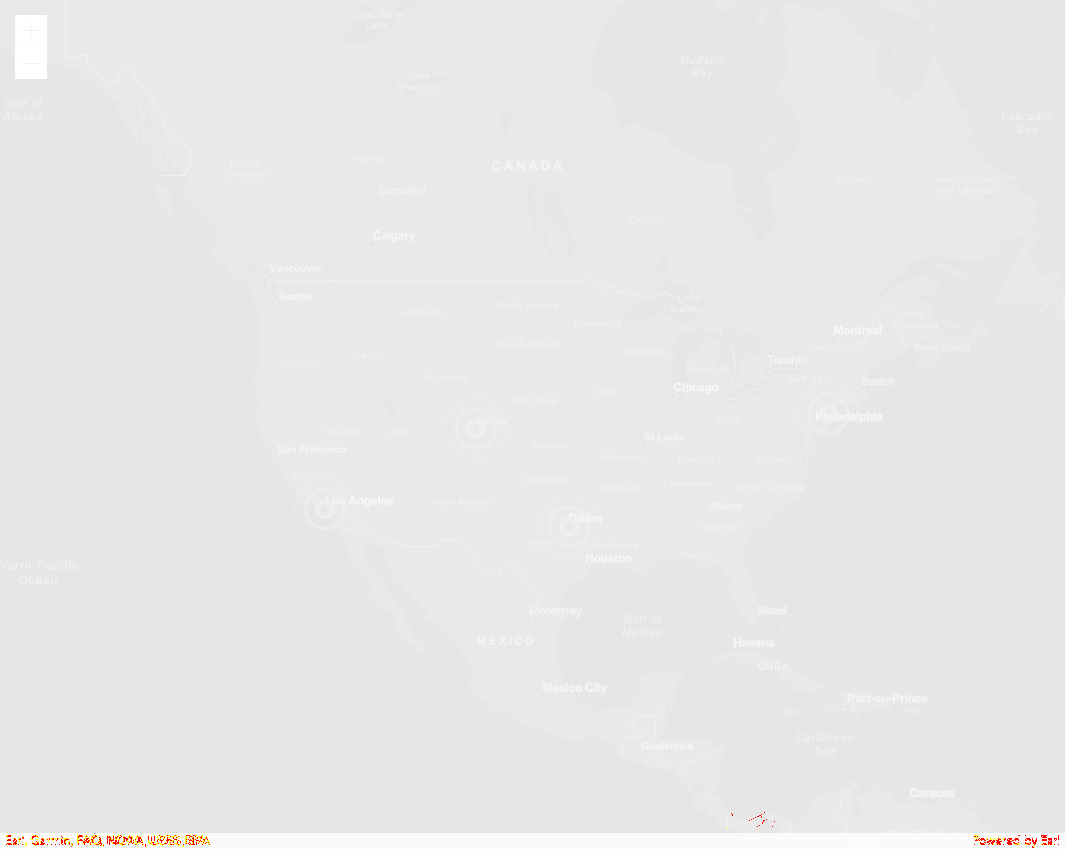 Great Slave
Lake
Hudson
Bay
Lake
Athabasca
Gulf of
Alaska
Labrador
Sea
CANADA
Alberta
British
Columbia
Edmonton
Quebec
Newfoundland
and Labrador
Ontario
Calgary
Vancouver
Seattle
Montana
North Dakota
Lake
Superior
Minnesota
New
Brunswick
Montreal
Nova Scotia
South Dakota
Wisconsin
Oregon
Idaho
Toronto
Michigan
Wyoming
New York
Boston
Chicago
Iowa
Nebraska
Philadelphia
Ohio
Denver
Nevada
Utah
St Louis
Kansas
San Francisco
Missouri
Kentucky
Virginia
California
Oklahoma
Arkansas
Tennessee
North Carolina
Los Angeles
New Mexico
Atlanta
Dallas
Georgia
Louisiana
Houston
Florida
North Pacific
Ocean
Monterrey
Miami
Gulf of
Mexico
MÉXICO
Havana
CUBA
Mexico City
Port-au-Prince
Guatemala
Caribbean
Sea
Caracas
Esri, Garmin, FAO, NOAA, USGS, EPA
Powered by Esri